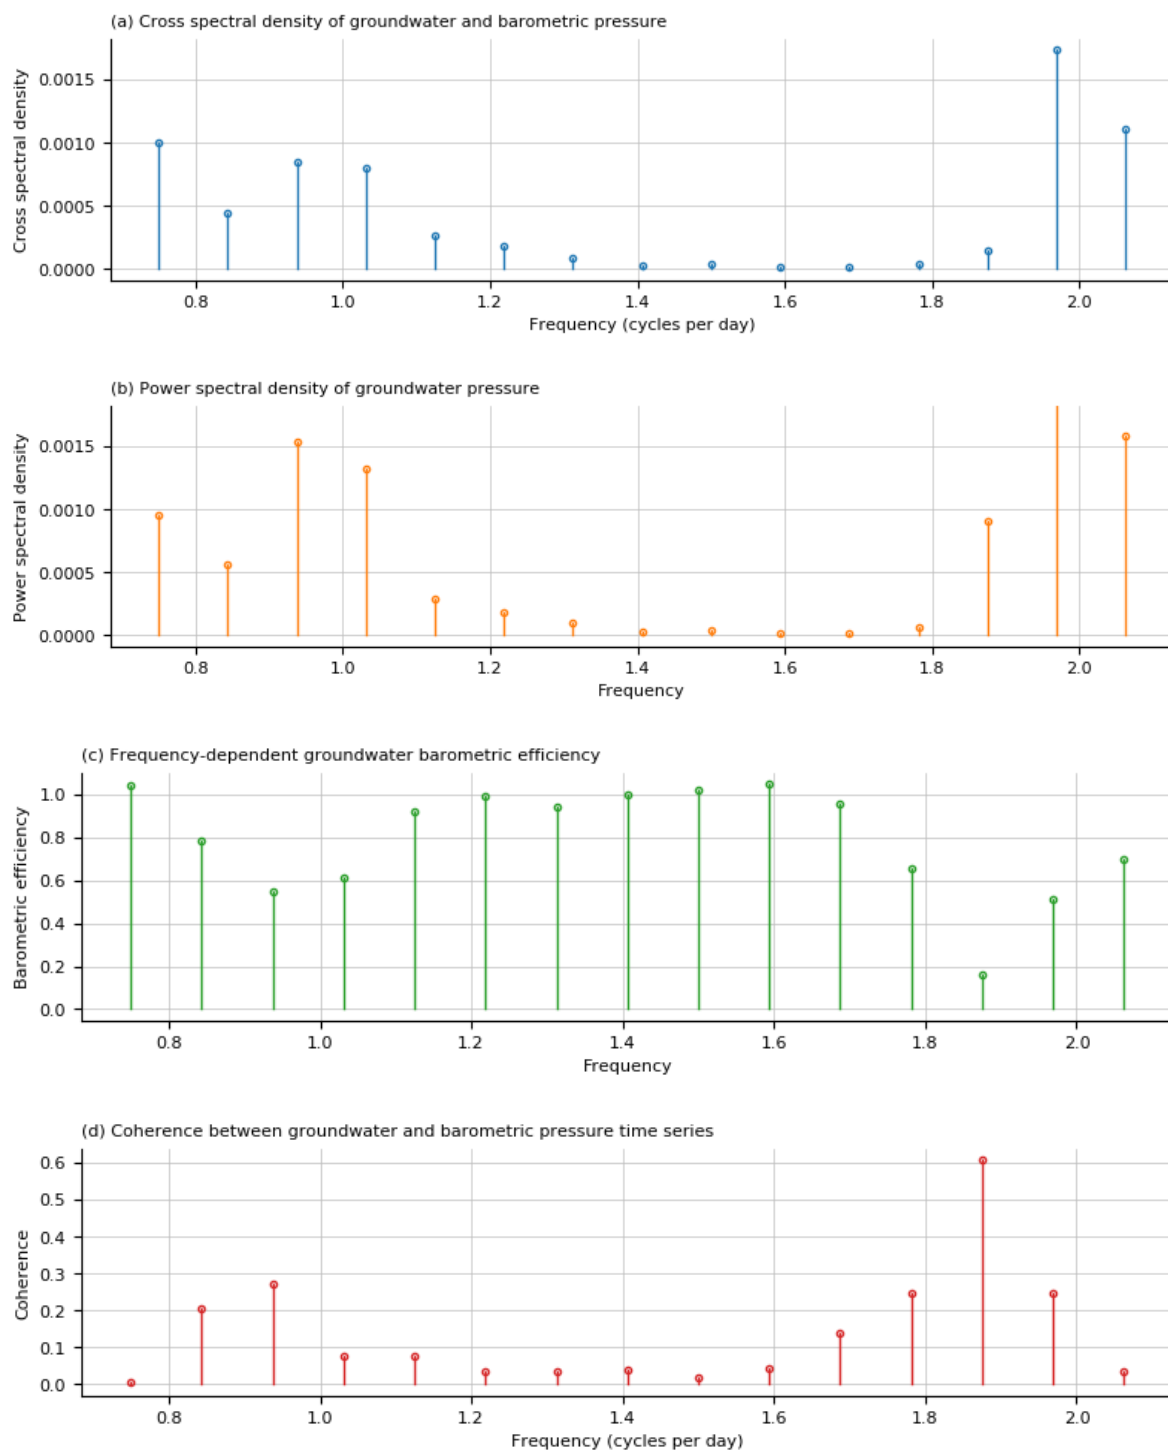 (a) Cross spectral density of groundwater and barometric pressure
Cross spectral density
0.0015
0.0010
0.0005
0.0000
0.8 1.0 1.2 1.4 1.6 1.8 2.0
Frequency (cycles per day)
(b) Power spectral density of groundwater pressure
Power spectral density
0.0015
0.0010
0.0005
0.0000
0.8 1.0 1.2 1.4 1.6 1.8 2.0
Frequency
(c) Frequency-dependent groundwater barometric efficiency
Barometric efficiency
1.0
0.8
0.6
0.4
0.2
0.0
0.8 1.0 1.2 1.4 1.6 1.8 2.0
Frequency
(d) Coherence between groundwater and barometric pressure time series
Coherence
0.6
0.5
0.4
0.3
0.2
0.1
0.0
0.8 1.0 1.2 1.4 1.6 1.8 2.0
Frequency (cycles per day)